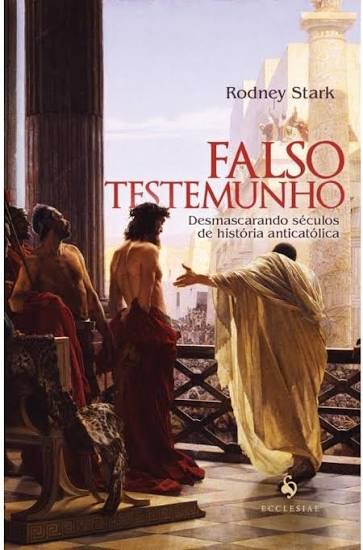 Rodney Stark
FALSO
TESTEMUNHO
Desmascarando séculos
de história anticatólica
ECCLESIAE